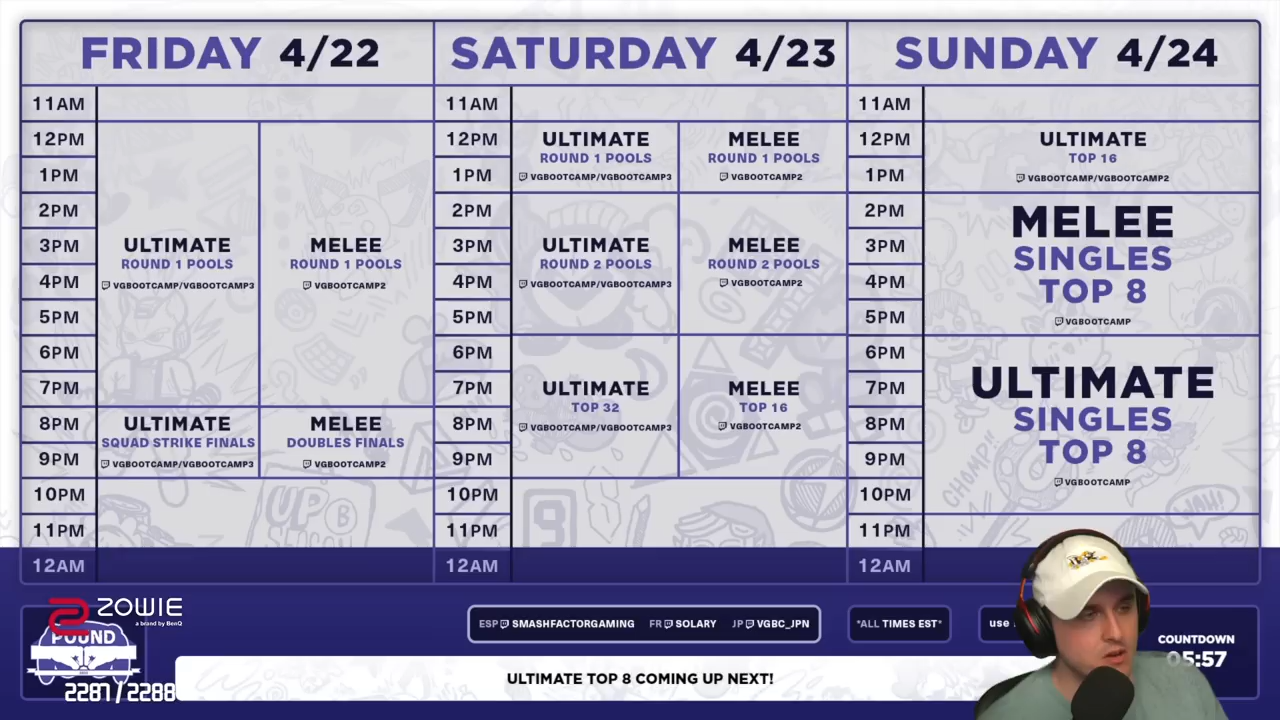 FRIDAY 4/22
11AM
12PM
1PM
2PM
3PM
4PM
5PM
6PM
7PM
8PM
9PM
10PM
11PM
12AM
ULTIMATE
ROUND 1 POOLS
VGBOOTCAMP/VGBOOTCAMP3
MELEE
ROUND 1 POOLS
VGBOOTCAMP2
ULTIMATE
SQUAD STRIKE FINALS
VGBOOTCAMP/VGBOOTCAMP3
MELEE
DOUBLES FINALS
VGBOOTCAMP2
UP B
SEASON
SATURDAY 4/23
11AM
12PM
1PM
2PM
3PM
4PM
5PM
6PM
7PM
8PM
9PM
10PM
11PM
12AM
ULTIMATE
ROUND 1 POOLS
VGBOOTCAMP/VGBOOTCAMP3
MELEE
ROUND 1 POOLS
VGBOOTCAMP2
ULTIMATE
ROUND 2 POOLS
VGBOOTCAMP/VGBOOTCAMP3
MELEE
ROUND 2 POOLS
VGBOOTCAMP2
ULTIMATE
TOP 32
VGBOOTCAMP/VGBOOTCAMP3
MELEE
TOP 16
VGBOOTCAMP2
SUNDAY 4/24
11AM
12PM
1PM
2PM
3PM
4PM
5PM
6PM
7PM
8PM
9PM
10PM
11PM
12AM
ULTIMATE
TOP 16
VGBOOTCAMP/VGBOOTCAMP2
MELEE
SINGLES
TOP 8
VGBOOTCAMP
ULTIMATE
SINGLES
TOP 8
VGBOOTCAMP
CHOMP!
WAH!
ZOWIE
a brand by BenQ
POUND
2287/2288
ESP SMASHFACTORGAMING FR SOLARY JP VGBC_JPN
*ALL TIMES EST*
use
COUNTDOWN
05:57
ULTIMATE TOP 8 COMING UP NEXT!